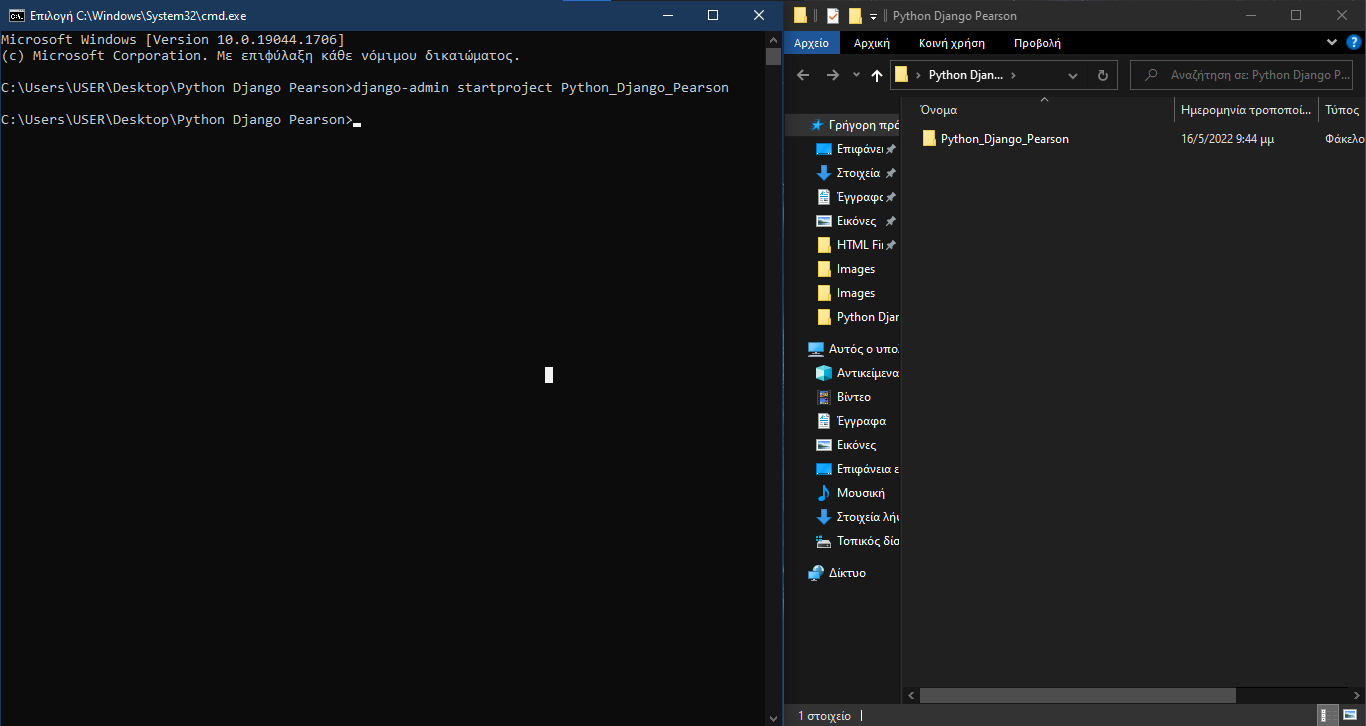 Επιλογή C:\Windows\System32\cmd.exe
Microsoft Windows [Version 10.0.19044.1706]
(c) Microsoft Corporation. Με επιφύλαξη κάθε νόμιμου δικαιώματος.
C:\Users\USER\Desktop\Python Django Pearson>django-admin startproject Python_Django_Pearson
C:\Users\USER\Desktop\Python Django Pearson>
Python Django Pearson
Αρχείο Αρχική Κοινή χρήση Προβολή
Python Djan... Αναζήτηση σε: Python Django P...
Όνομα Ημερομηνία τροποποί... Τύπος
Python_Django_Pearson 16/5/2022 9:44 μμ Φάκελο
Γρήγορη πρό
Επιφάνει
Στοιχεία
Έγγραφα
Εικόνες
HTML Fi
Images
Images
Python Djan
Αυτός ο υπολ
Αντικείμενα
Βίντεο
Έγγραφα
Εικόνες
Επιφάνεια ε
Μουσική
Στοιχεία λήψ
Τοπικός δίσ
Δίκτυο
1 στοιχείο